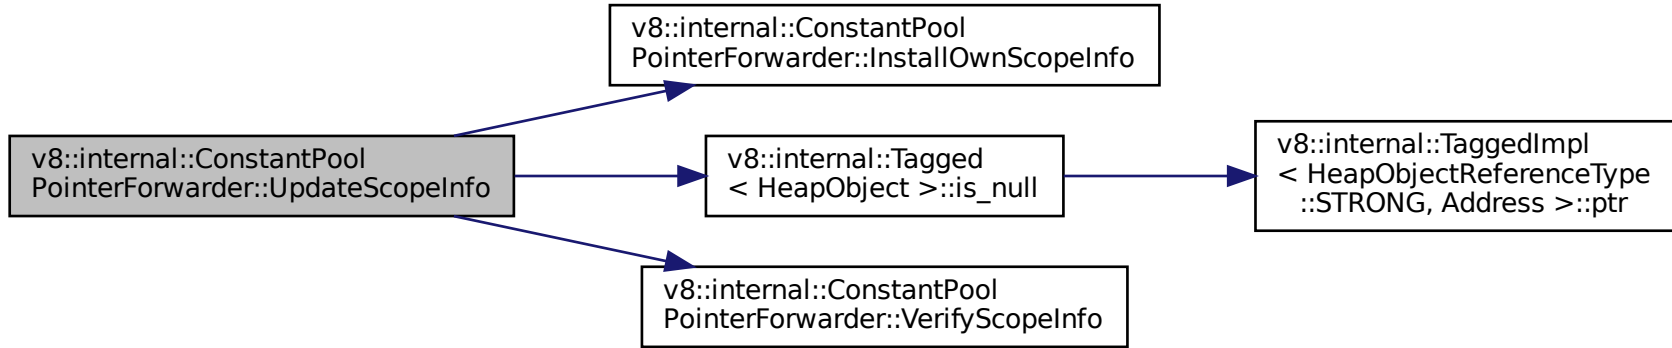 v8::internal::ConstantPool
PointerForwarder::UpdateScopeInfo
v8::internal::ConstantPool
PointerForwarder::InstallOwnScopeInfo
v8::internal::Tagged
< HeapObject >::is_null
v8::internal::TaggedImpl
< HeapObjectReferenceType
::STRONG, Address >::ptr
v8::internal::ConstantPool
PointerForwarder::VerifyScopeInfo